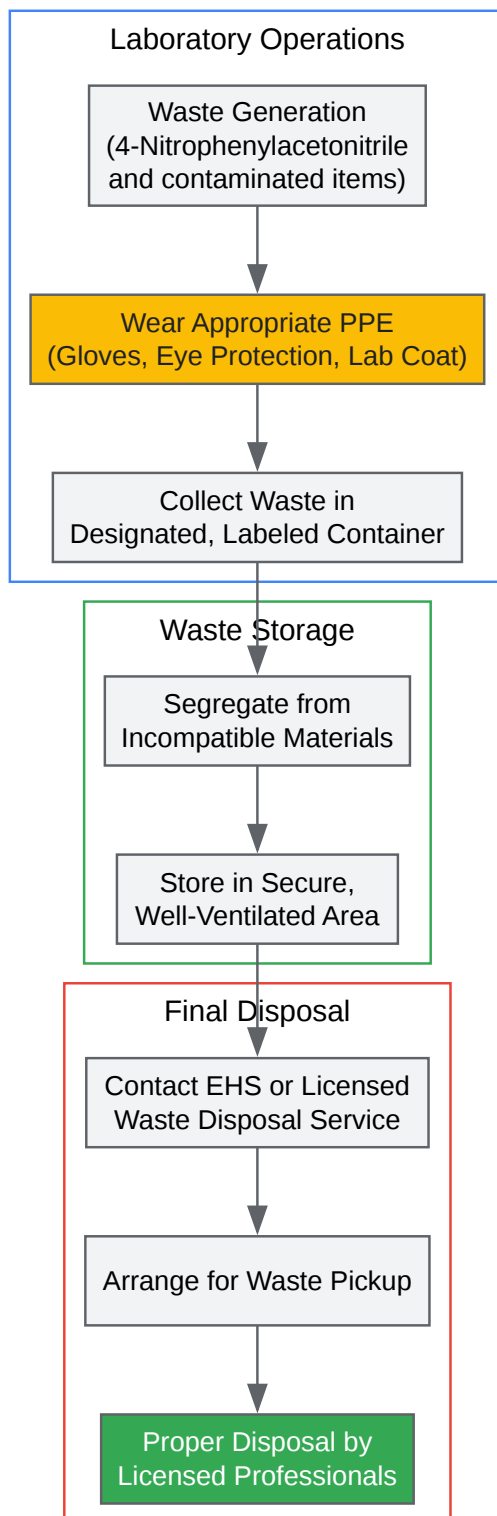 Laboratory Operations
Waste Generation
(4-Nitrophenylacetonitrile
and contaminated items)
Wear Appropriate PPE
(Gloves, Eye Protection, Lab Coat)
Collect Waste in
Designated, Labeled Container
Waste Storage
Segregate from
Incompatible Materials
Store in Secure,
Well-Ventilated Area
Final Disposal
Contact EHS or Licensed
Waste Disposal Service
Arrange for Waste Pickup
Proper Disposal by
Licensed Professionals